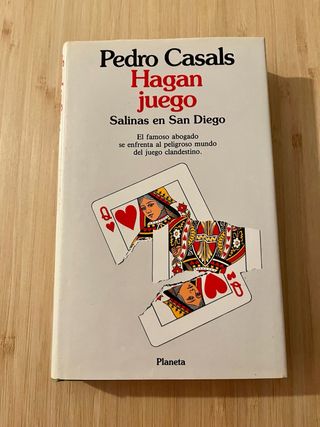 Pedro Casals
Hagan
juego
Salinas en San Diego
El famoso abogado
se enfrenta al peligroso mundo
del juego clandestino.
Q
Q
Planeta